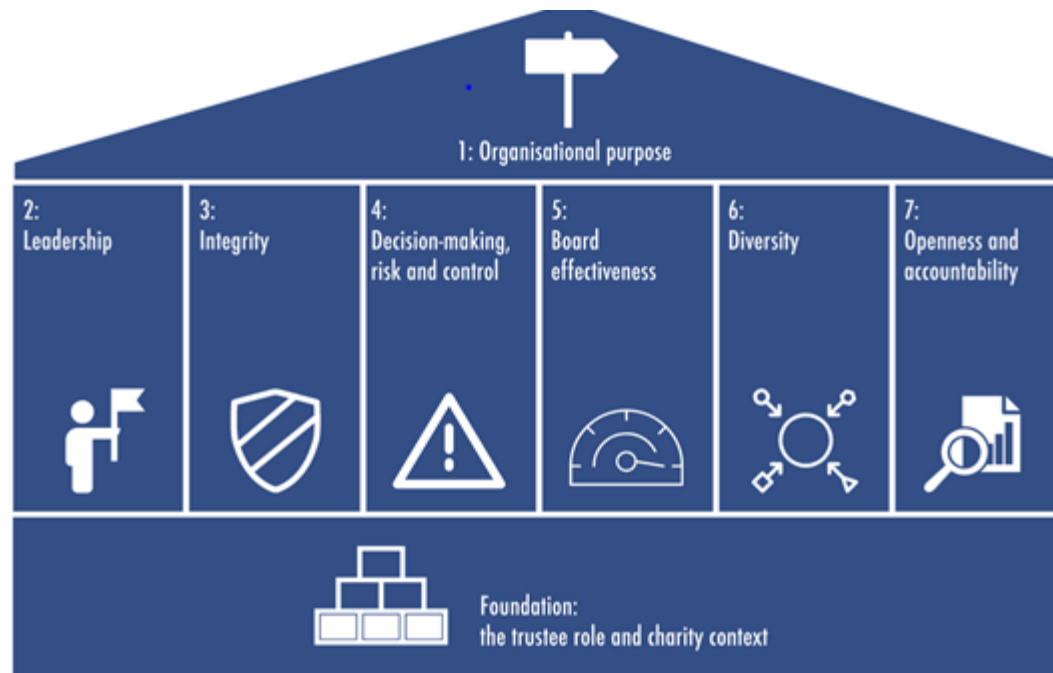 1: Organisational purpose
2:
Leadership
3:
Integrity
4:
Decision-making,
risk and control
5:
Board
effectiveness
6:
Diversity
7:
Openness and
accountability
Foundation:
the trustee role and charity context